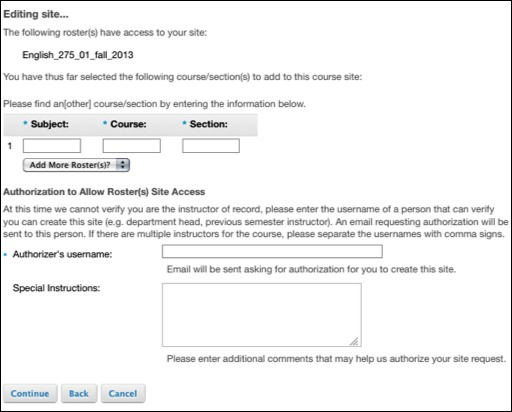 Editing site...
The following roster(s) have access to your site:
English_275_01_fall_2013
You have thus far selected the following course/section(s) to add to this course site:
Please find an[other] course/section by entering the information below.
* Subject: * Course: * Section:
1
Add More Roster(s)?
Authorization to Allow Roster(s) Site Access
At this time we cannot verify you are the instructor of record, please enter the username of a person that can verify
you can create this site (e.g. department head, previous semester instructor). An email requesting authorization will be
sent to this person. If there are multiple instructors for the course, please separate the usernames with comma signs.
* Authorizer's username:
Email will be sent asking for authorization for you to create this site.
Special Instructions:
Please enter additional comments that may help us authorize your site request.
Continue Back Cancel